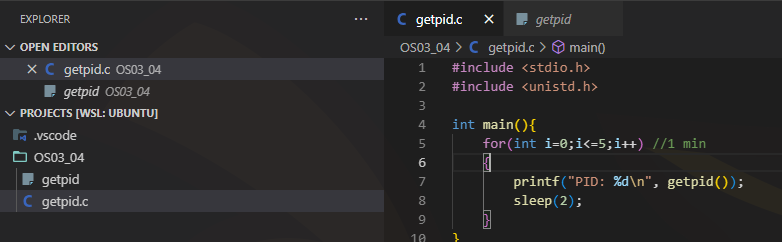 EXPLORER
OPEN EDITORS
getpid.c OS03_04
getpid OS03_04
PROJECTS [WSL: UBUNTU]
.vscode
OS03_04
getpid
getpid.c
getpid.c getpid
OS03_04 > getpid.c > main()
1 #include <stdio.h>
2 #include <unistd.h>
3
4 int main(){
5 for(int i=0;i<=5;i++) //1 min
6 {
7 printf("PID: %d\n", getpid());
8 sleep(2);
9 }
10 }